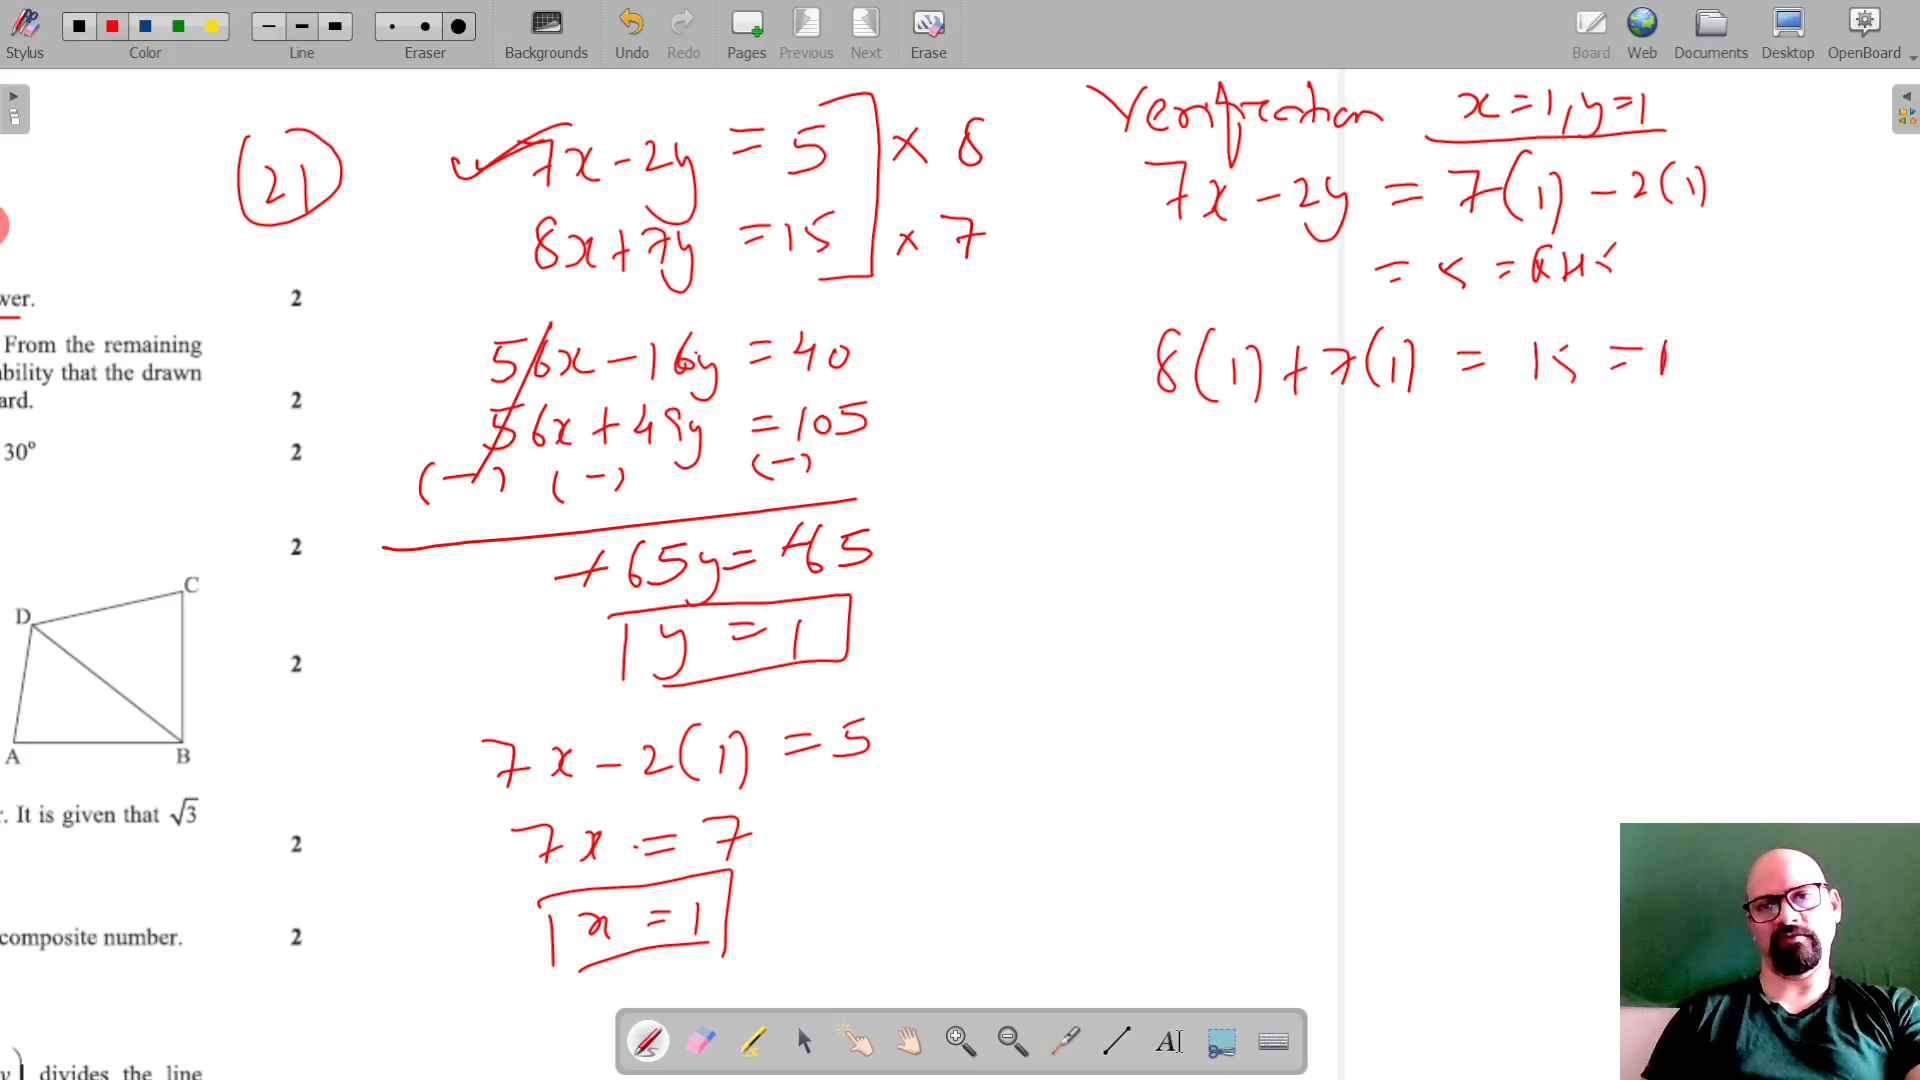 Stylus
Color
Line
Eraser
Backgrounds
Undo
Redo
Pages
Previous
Next
Erase
Board
Web
Documents
Desktop
OpenBoard
21
7x - 2y = 5 ] × 8
8x + 7y = 15 ] × 7
56x - 16y = 40
56x + 49y = 105
(-) (-) (-)
+65y = +65
y = 1
7x - 2(1) = 5
7x = 7
x = 1
Verification x = 1, y = 1
7x - 2y = 7(1) - 2(1)
= 5 = RHS
8(1) + 7(1) = 15 = 1
wer. 2
From the remaining
ability that the drawn
ard. 2
30° 2
2
C
D
2
A B
r. It is given that √3
2
composite number. 2
divides the line
A